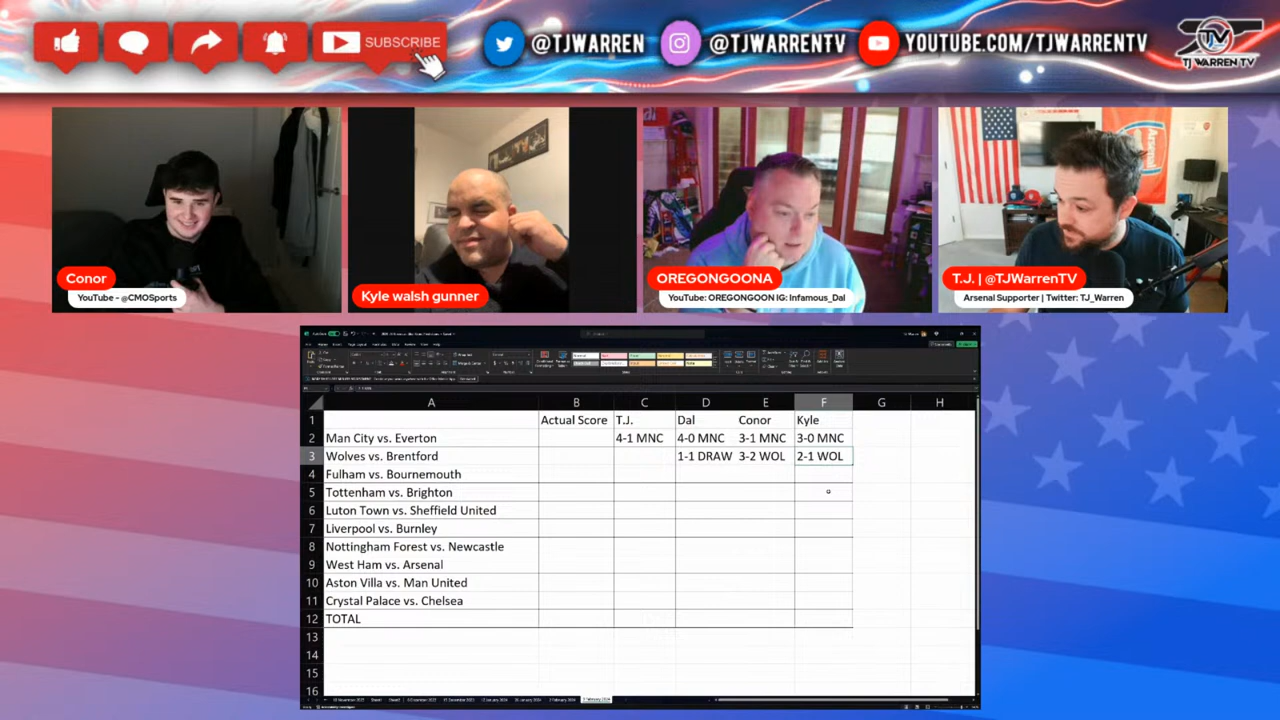 SUBSCRIBE
@TJWARREN
@TJWARRENTV
YOUTUBE.COM/TJWARRENTV
TV
TJ WARREN TV
Arsenal
Conor
YouTube - @CMOSports
Kyle walsh gunner
OREGONGOONA
YouTube: OREGONGOON IG: Infamous_Dal
T.J. | @TJWarrenTV
Arsenal Supporter | Twitter: TJ_Warren
A B C D E F G H
1 Actual Score T.J. Dal Conor Kyle
2 Man City vs. Everton 4-1 MNC 4-0 MNC 3-1 MNC 3-0 MNC
3 Wolves vs. Brentford 1-1 DRAW 3-2 WOL 2-1 WOL
4 Fulham vs. Bournemouth
5 Tottenham vs. Brighton
6 Luton Town vs. Sheffield United
7 Liverpool vs. Burnley
8 Nottingham Forest vs. Newcastle
9 West Ham vs. Arsenal
10 Aston Villa vs. Man United
11 Crystal Palace vs. Chelsea
12 TOTAL
13
14
15
16